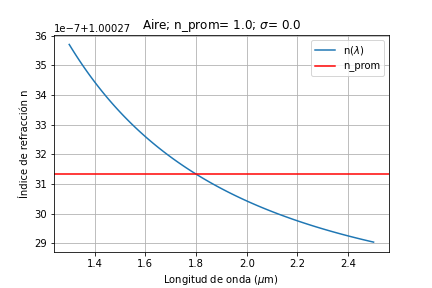 Aire; n_prom= 1.0; σ= 0.0
1e-7+1.00027
36
35
34
33
32
31
30
29
Índice de refracción n
n(λ)
n_prom
1.4
1.6
1.8
2.0
2.2
2.4
Longitud de onda (μm)